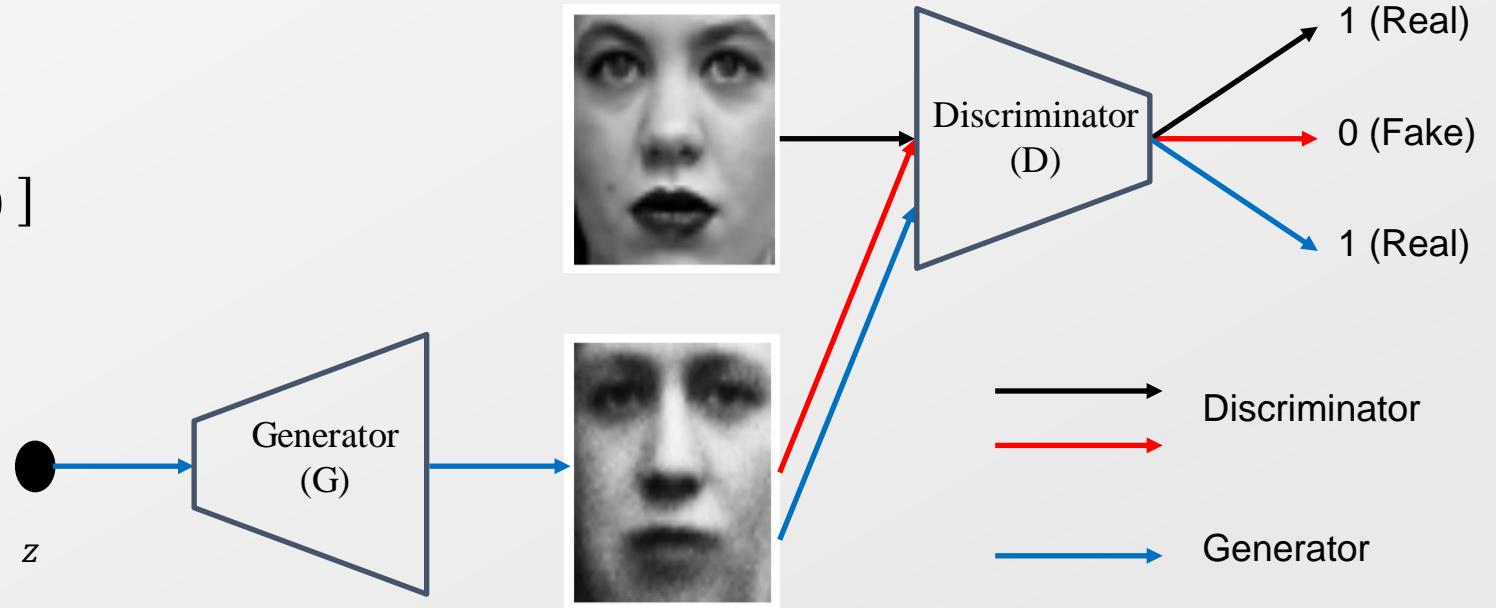 1 (Real)
Discriminator
(D)
0 (Fake)
) ]
1 (Real)
Discriminator
Generator
(G)
z
Generator